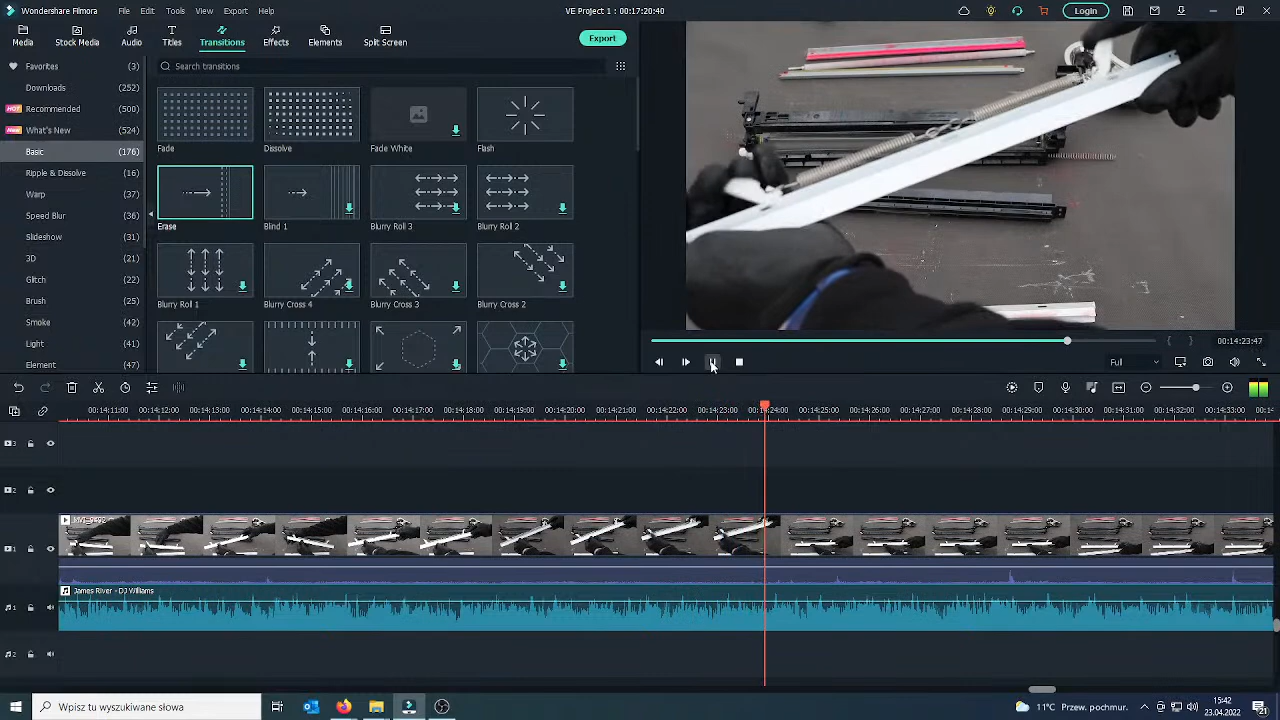 Wondershare Filmora
File
Edit
Tools
View
Export
Help
VE Project 1 : 00:17:20:40
Login
Media
Stock Media
Audio
Titles
Transitions
Effects
Elements
Split Screen
Export
Favorites (3)
Search transitions
Downloads (252)
HOT Recommended (500)
What's New (524)
Basic (176)
Ripple & Dissolve (18)
Warp
Speed Blur (36)
Slideshow (31)
3D
Glitch (22)
Brush (25)
Smoke (42)
Light (41)
Element (47)
Fade
Dissolve
Fade White
Flash
Erase
Blind 1
Blurry Roll 3
Blurry Roll 2
Blurry Roll 1
Blurry Cross 4
Blurry Cross 3
Blurry Cross 2
00:14:23:47
Full
00:14:11:00 00:14:12:00 00:14:13:00 00:14:14:00 00:14:15:00 00:14:16:00 00:14:17:00 00:14:18:00 00:14:19:00 00:14:20:00 00:14:21:00 00:14:22:00 00:14:23:00 00:14:24:00 00:14:25:00 00:14:26:00 00:14:27:00 00:14:28:00 00:14:29:00 00:14:30:00 00:14:31:00 00:14:32:00 00:14:33:00
3
2
1
James River - DJ Williams
1
2
Wpisz tu wyszukiwane słowo
11°C Przew. pochmur.
15:42
23.04.2022